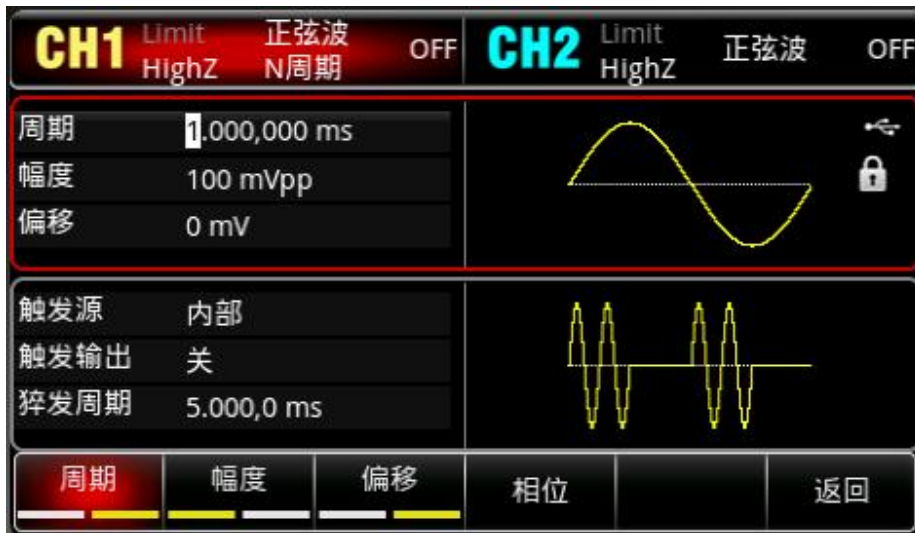 CH1 Limit 正弦波 OFF CH2 Limit 正弦波 OFF
HighZ N周期 HighZ
周期 1.000,000 ms
幅度 100 mVpp
偏移 0 mV
触发源 内部
触发输出 关
猝发周期 5.000,0 ms
周期 幅度 偏移 相位 返回